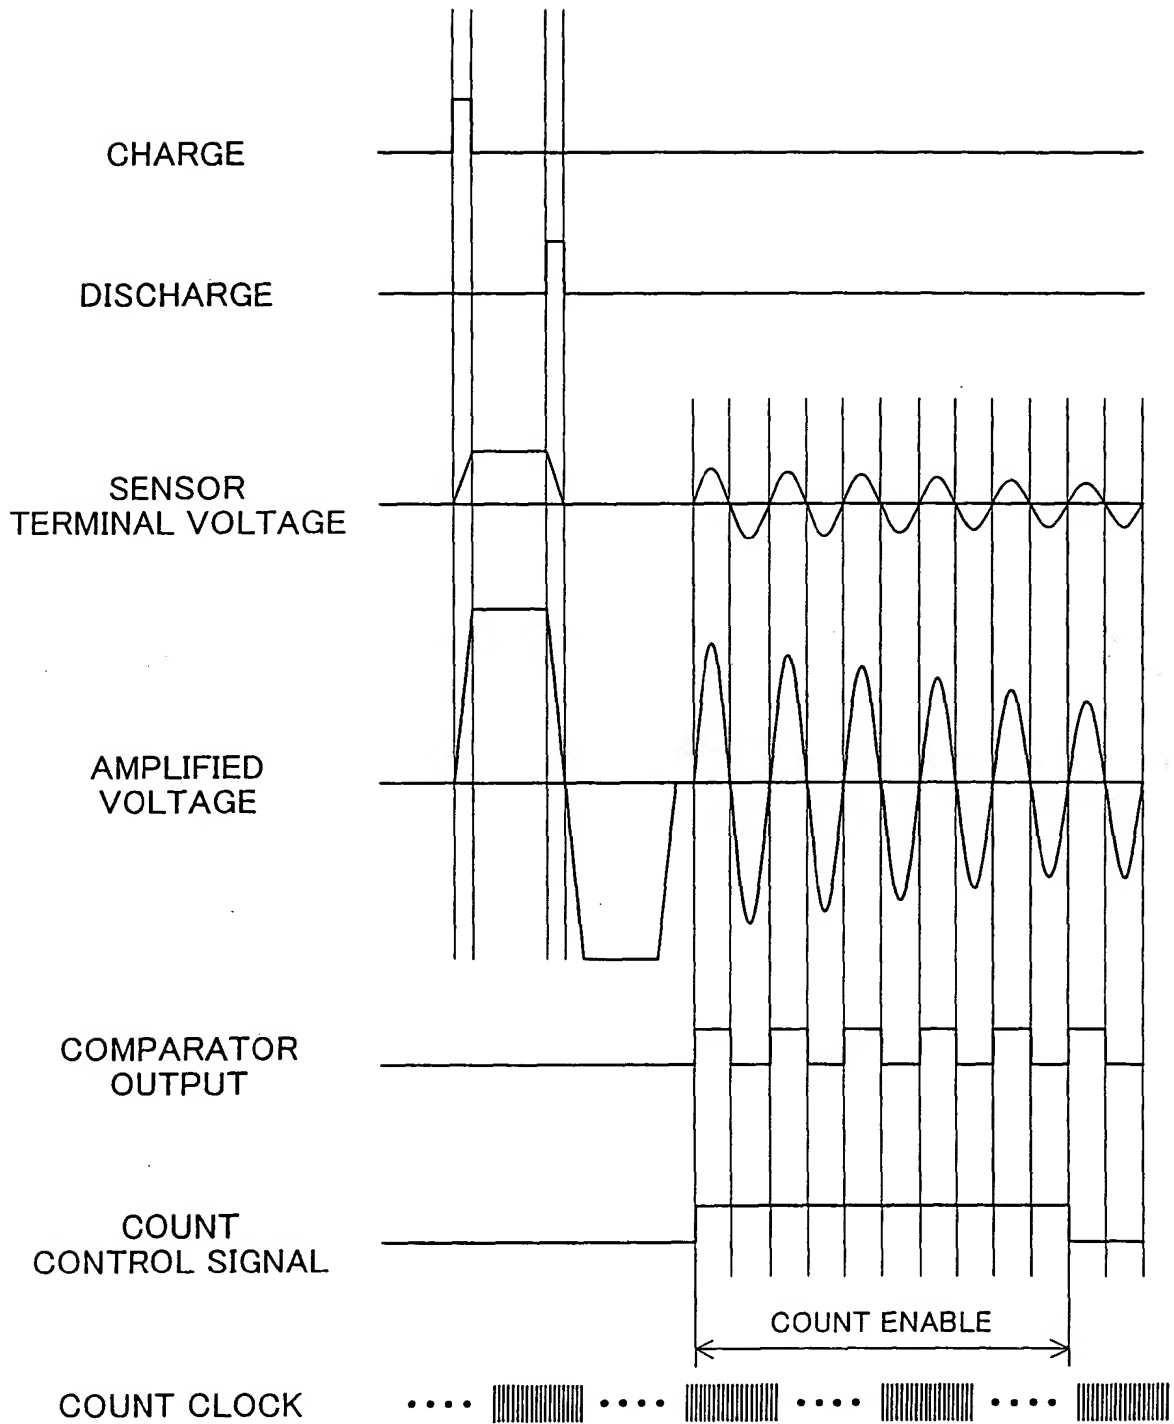 CHARGE
DISCHARGE
SENSOR
TERMINAL VOLTAGE
AMPLIFIED
VOLTAGE
COMPARATOR
OUTPUT
COUNT
CONTROL SIGNAL
COUNT ENABLE
COUNT CLOCK